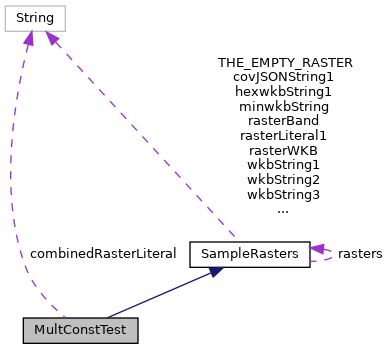 String
THE_EMPTY_RASTER
covJSONString1
hexwkbString1
minwkbString
rasterBand
rasterLiteral1
rasterWKB
wkbString1
wkbString2
wkbString3
...
combinedRasterLiteral
SampleRasters
rasters
MultConstTest